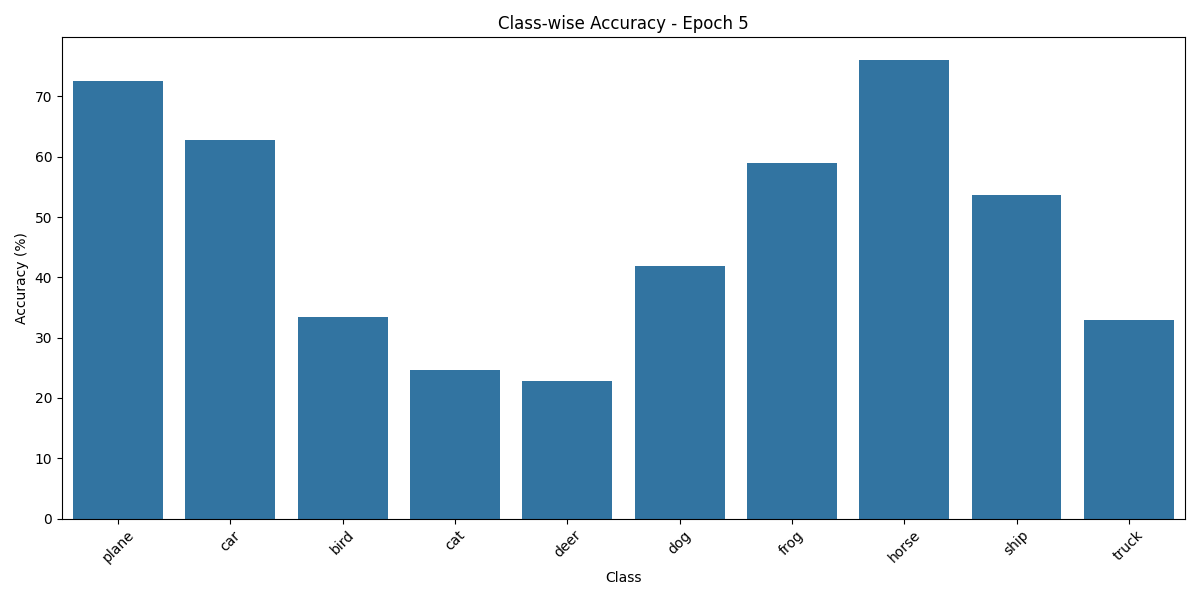 Class-wise Accuracy - Epoch 5
Accuracy (%)
70
60
50
40
30
20
10
0
plane
car
bird
cat
deer
dog
frog
horse
ship
truck
Class